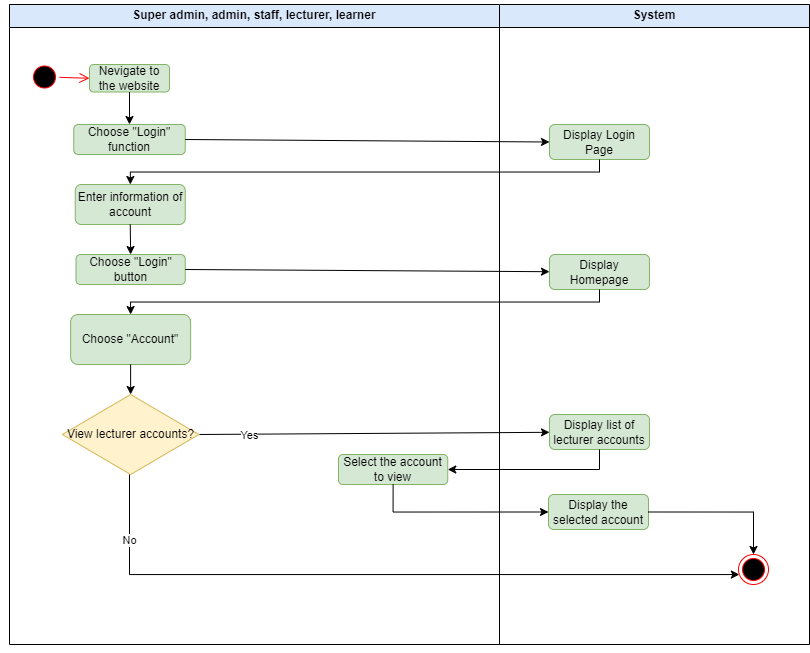 Super admin, admin, staff, lecturer, learner
System
Nevigate to
the website
Choose "Login"
function
Display Login
Page
Enter information of
account
Choose "Login"
button
Display
Homepage
Choose "Account"
View lecturer accounts?
Yes
Display list of
lecturer accounts
Select the account
to view
Display the
selected account
No